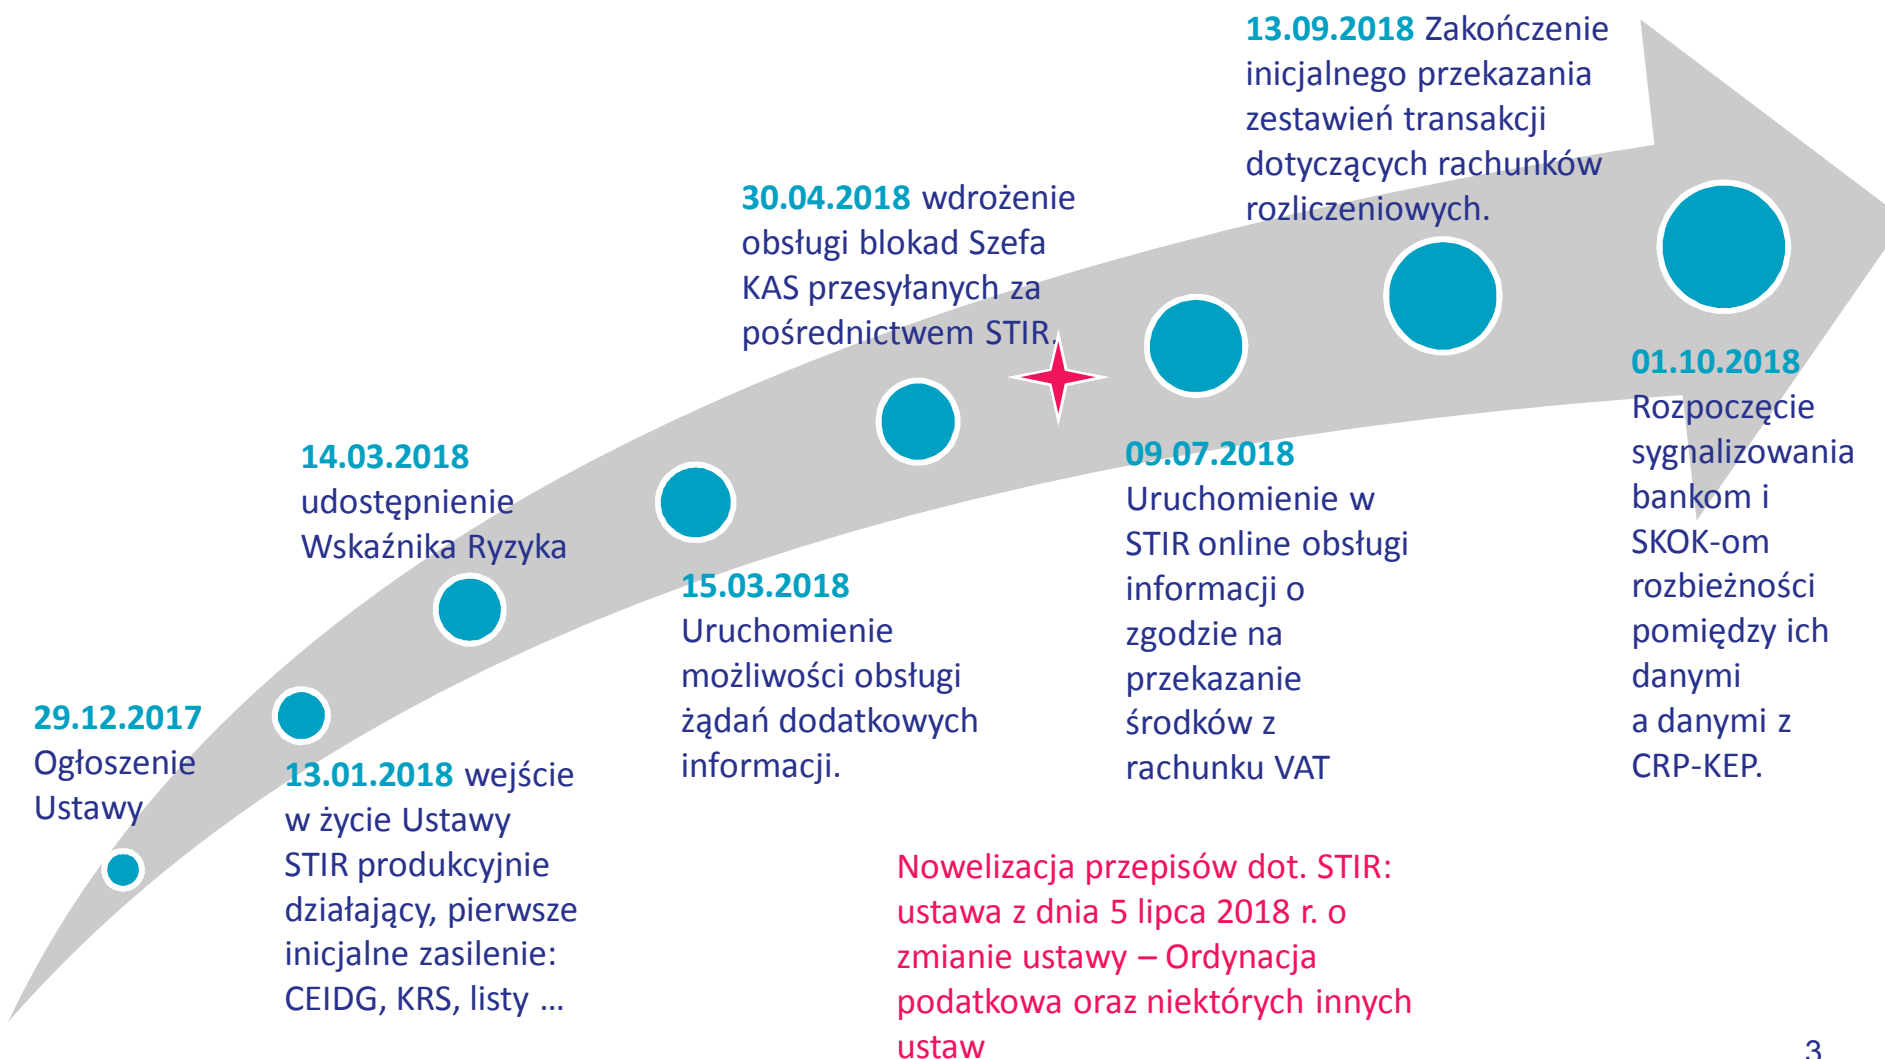 29.12.2017
Ogłoszenie
Ustawy
13.01.2018 wejście
w życie Ustawy
STIR produkcyjnie
działający, pierwsze
inicjalne zasilenie:
CEIDG, KRS, listy ...
14.03.2018
udostępnienie
Wskaźnika Ryzyka
15.03.2018
Uruchomienie
możliwości obsługi
żądań dodatkowych
informacji.
30.04.2018 wdrożenie
obsługi blokad Szefa
KAS przesyłanych za
pośrednictwem STIR.
09.07.2018
Uruchomienie w
STIR online obsługi
informacji o
zgodzie na
przekazanie
środków z
rachunku VAT
13.09.2018 Zakończenie
inicjalnego przekazania
zestawień transakcji
dotyczących rachunków
rozliczeniowych.
01.10.2018
Rozpoczęcie
sygnalizowania
bankom i
SKOK-om
rozbieżności
pomiędzy ich
danymi
a danymi z
CRP-KEP.
Nowelizacja przepisów dot. STIR:
ustawa z dnia 5 lipca 2018 r. o
zmianie ustawy – Ordynacja
podatkowa oraz niektórych innych
ustaw
3